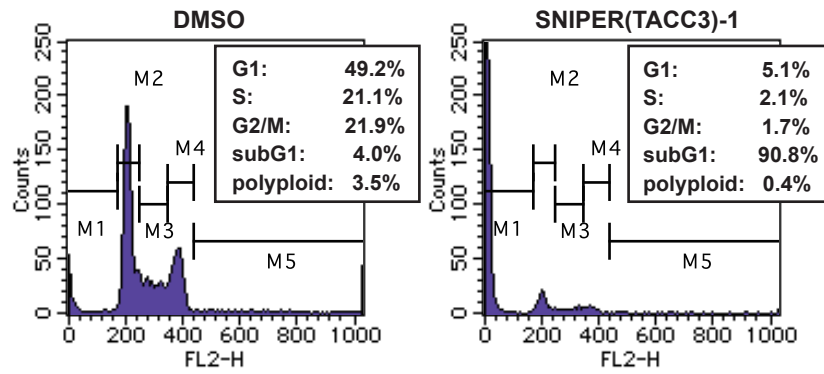 DMSO
250
200
150
100
50
0
Counts
M1
M2
M3
M4
M5
G1: 49.2%
S: 21.1%
G2/M: 21.9%
subG1: 4.0%
polyploid: 3.5%
0 200 400 600 800 1000
FL2-H
SNIPER(TACC3)-1
250
200
150
100
50
0
Counts
M1
M2
M3
M4
M5
G1: 5.1%
S: 2.1%
G2/M: 1.7%
subG1: 90.8%
polyploid: 0.4%
0 200 400 600 800 1000
FL2-H